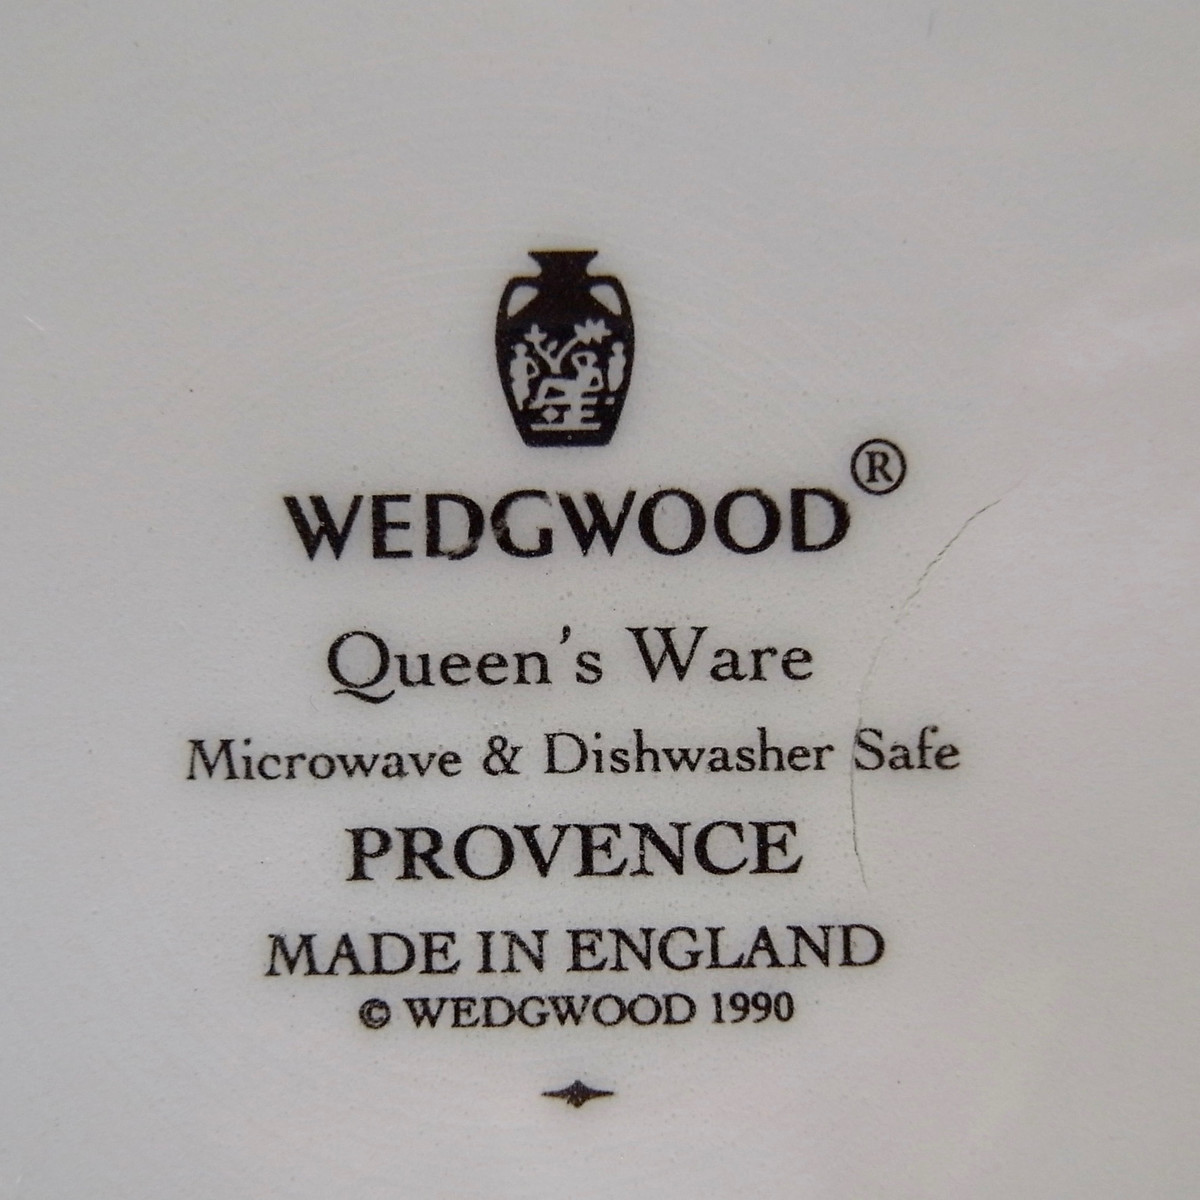 WEDGWOOD®
Queen's Ware
Microwave & Dishwasher Safe
PROVENCE
MADE IN ENGLAND
© WEDGWOOD 1990